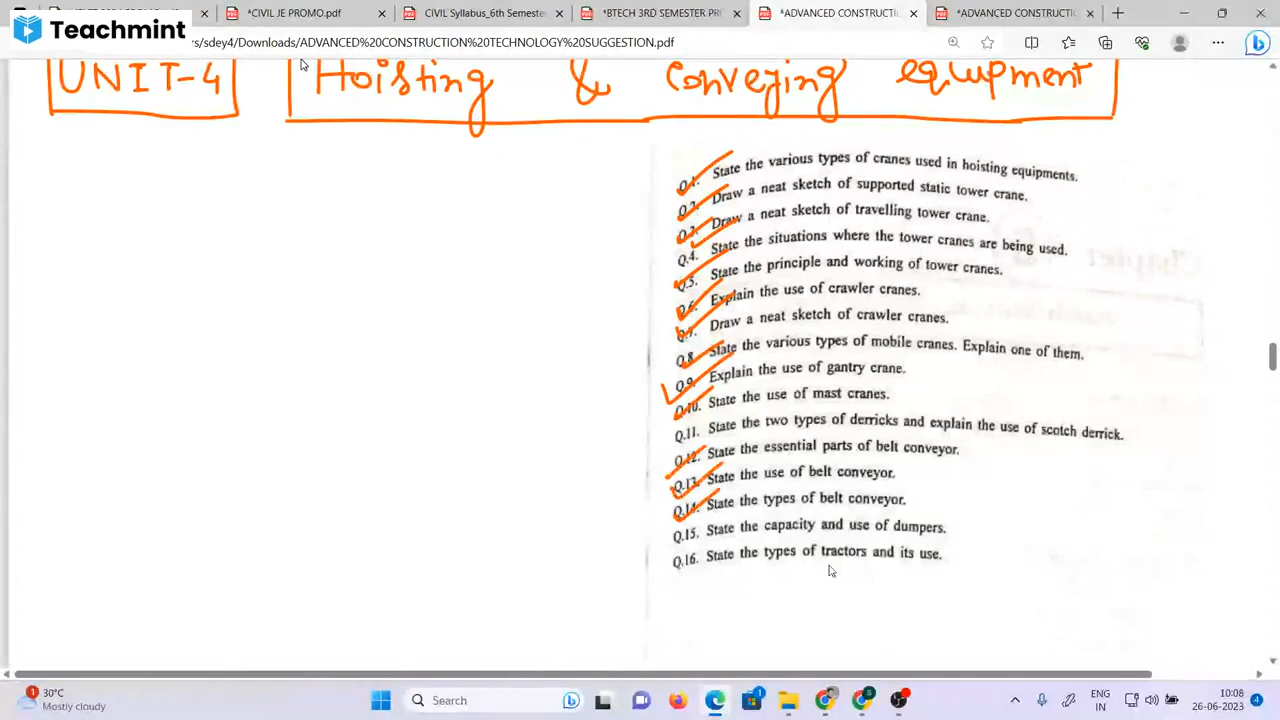 *CIVIL JE PROMO.pdf
CIVIL Syllabus 6th Semeste
*BTECH 3RD SEMESTER PR
*ADVANCED CONSTRUCTI
*ADVANCED CONSTRUCTIO
Teachmint
rs/sdey4/Downloads/ADVANCED%20CONSTRUCTION%20TECHNOLOGY%20SUGGESTION.pdf
UNIT-4 Hoisting & Conveying equipment
Q.1. State the various types of cranes used in hoisting equipments.
Q.2. Draw a neat sketch of supported static tower crane.
Q.3. Draw a neat sketch of travelling tower crane.
Q.4. State the situations where the tower cranes are being used.
Q.5. State the principle and working of tower cranes.
Q.6. Explain the use of crawler cranes.
Q.7. Draw a neat sketch of crawler cranes.
Q.8. State the various types of mobile cranes. Explain one of them.
Q.9. Explain the use of gantry crane.
Q.10. State the use of mast cranes.
Q.11. State the two types of derricks and explain the use of scotch derrick.
Q.12. State the essential parts of belt conveyor.
Q.13. State the use of belt conveyor.
Q.14. State the types of belt conveyor.
Q.15. State the capacity and use of dumpers.
Q.16. State the types of tractors and its use.
30°C
Mostly cloudy
Search
ENG
IN
10:08
26-06-2023